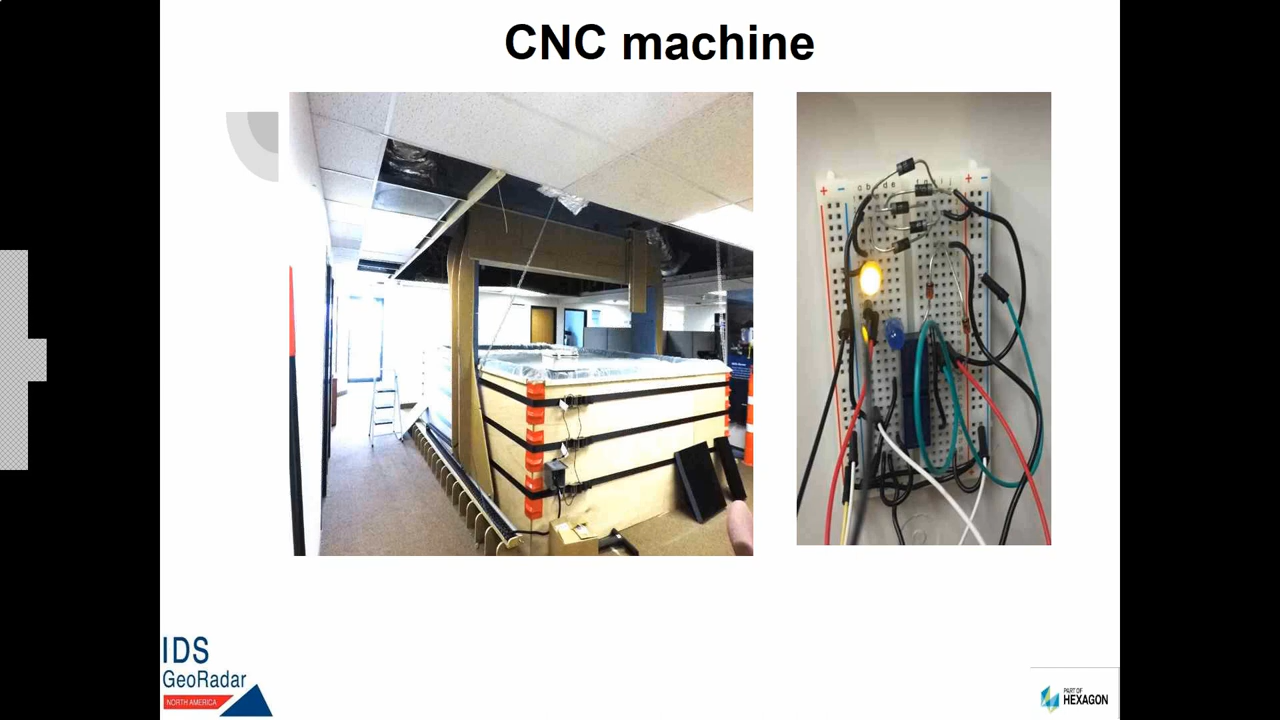 CNC machine
+ -
a b c d e
f g h i j
+ -
IDS
GeoRadar
NORTH AMERICA
PART OF
HEXAGON